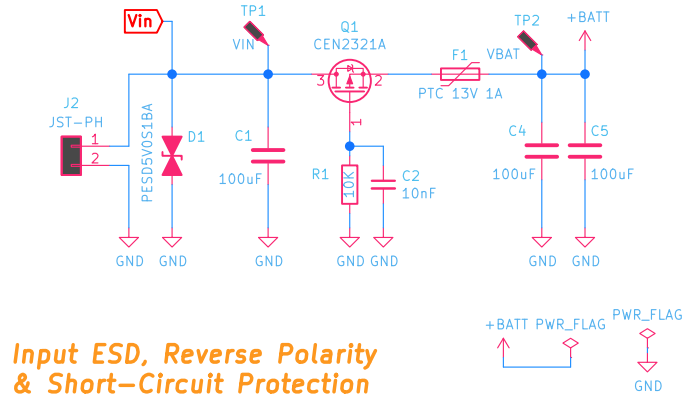 TP1
Vin
VIN
Q1
CEN2321A
TP2
+BATT
F1
VBAT
3
2
PTC 13V 1A
J2
JST-PH
1
2
PESD5V0S1BA
D1
C1
100uF
1
R1
10K
C2
10nF
C4
100uF
C5
100uF
GND
GND
GND
GND
GND
GND
GND
+BATT
PWR_FLAG
PWR_FLAG
GND
Input ESD, Reverse Polarity
& Short-Circuit Protection